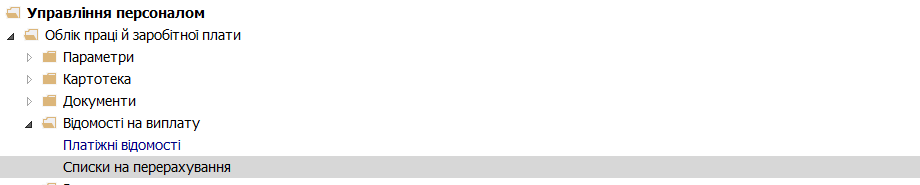 Управління персоналом
Облік праці й заробітної плати
Параметри
Картотека
Документи
Відомості на виплату
Платіжні відомості
Списки на перерахування